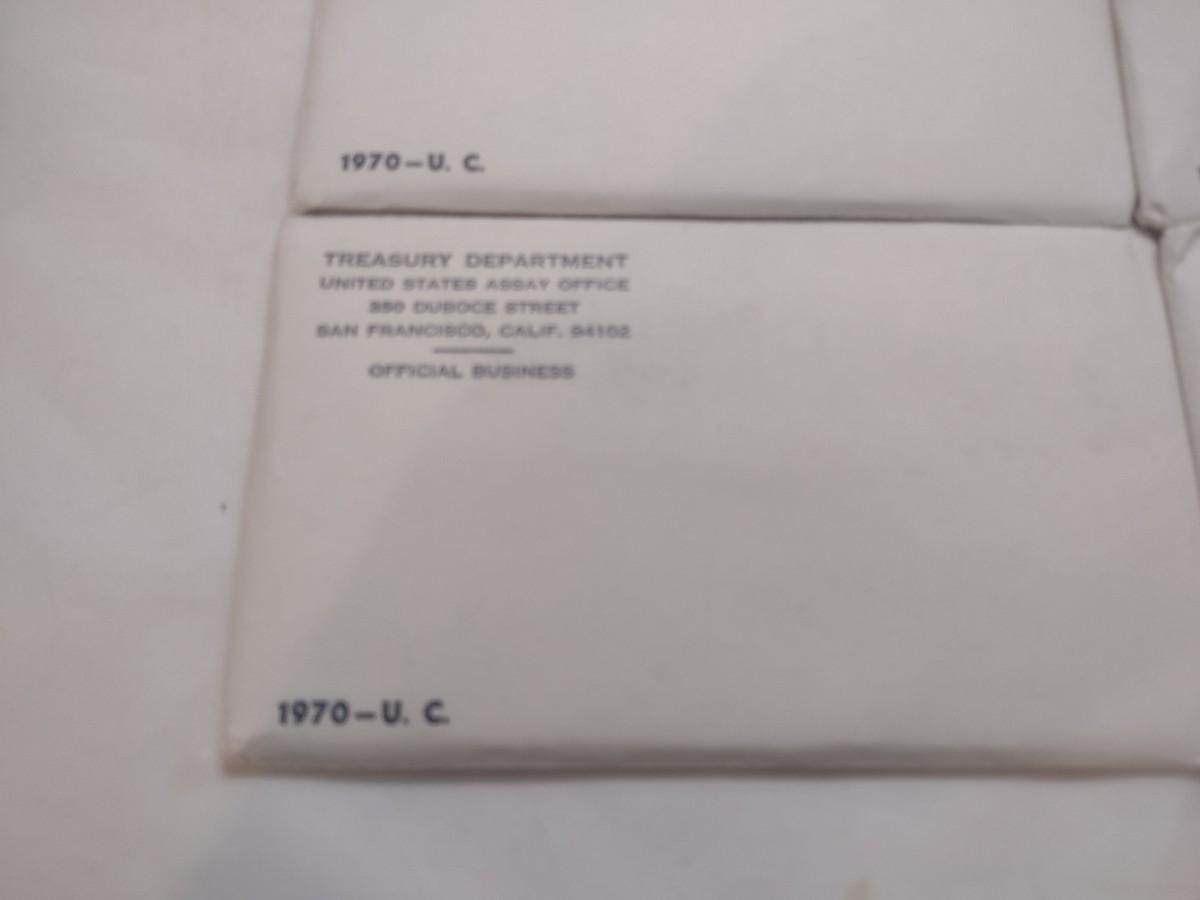 1970-U. C.
TREASURY DEPARTMENT
UNITED STATES ASSAY OFFICE
350 DUBOCE STREET
SAN FRANCISCO, CALIF. 94102
OFFICIAL BUSINESS
1970-U. C.